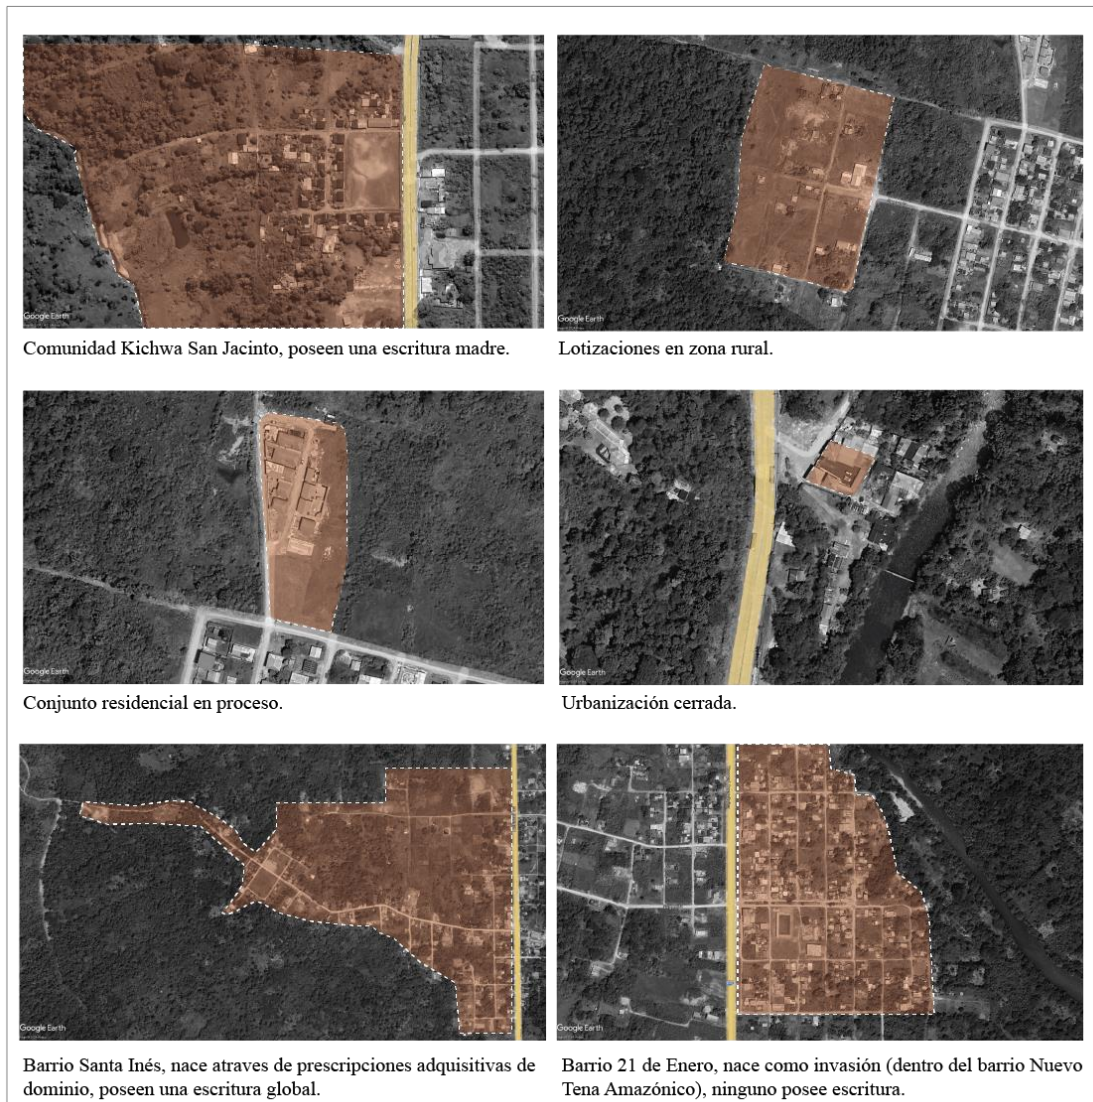 Google Earth
Google Earth
Comunidad Kichwa San Jacinto, poseen una escritura madre.
Lotizaciones en zona rural.
Google Earth
Google Earth
Conjunto residencial en proceso.
Urbanización cerrada.
Google Earth
Google Earth
Barrio Santa Inés, nace atraves de prescripciones adquisitivas de
dominio, poseen una escritura global.
Barrio 21 de Enero, nace como invasión (dentro del barrio Nuevo
Tena Amazónico), ninguno posee escritura.